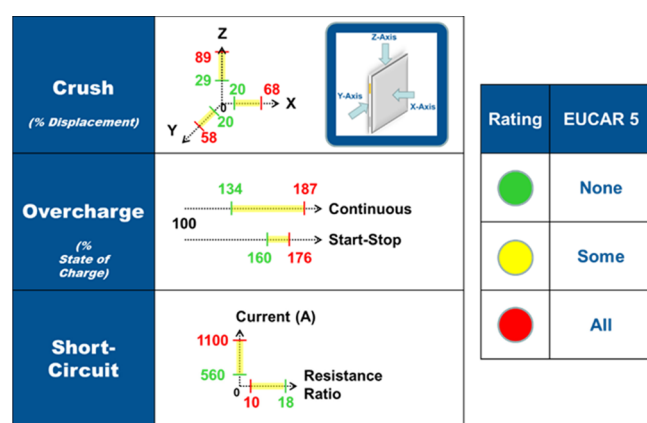 Crush
(% Displacement)
Z
89
29
20
68
X
0
20
Y
58
Z-Axis
Y-Axis
X-Axis
Overcharge
(%
State of
Charge)
134
187
Continuous
100
Start-Stop
160
176
Short-
Circuit
Current (A)
1100
560
Resistance
Ratio
0
10
18
Rating
EUCAR 5
None
Some
All